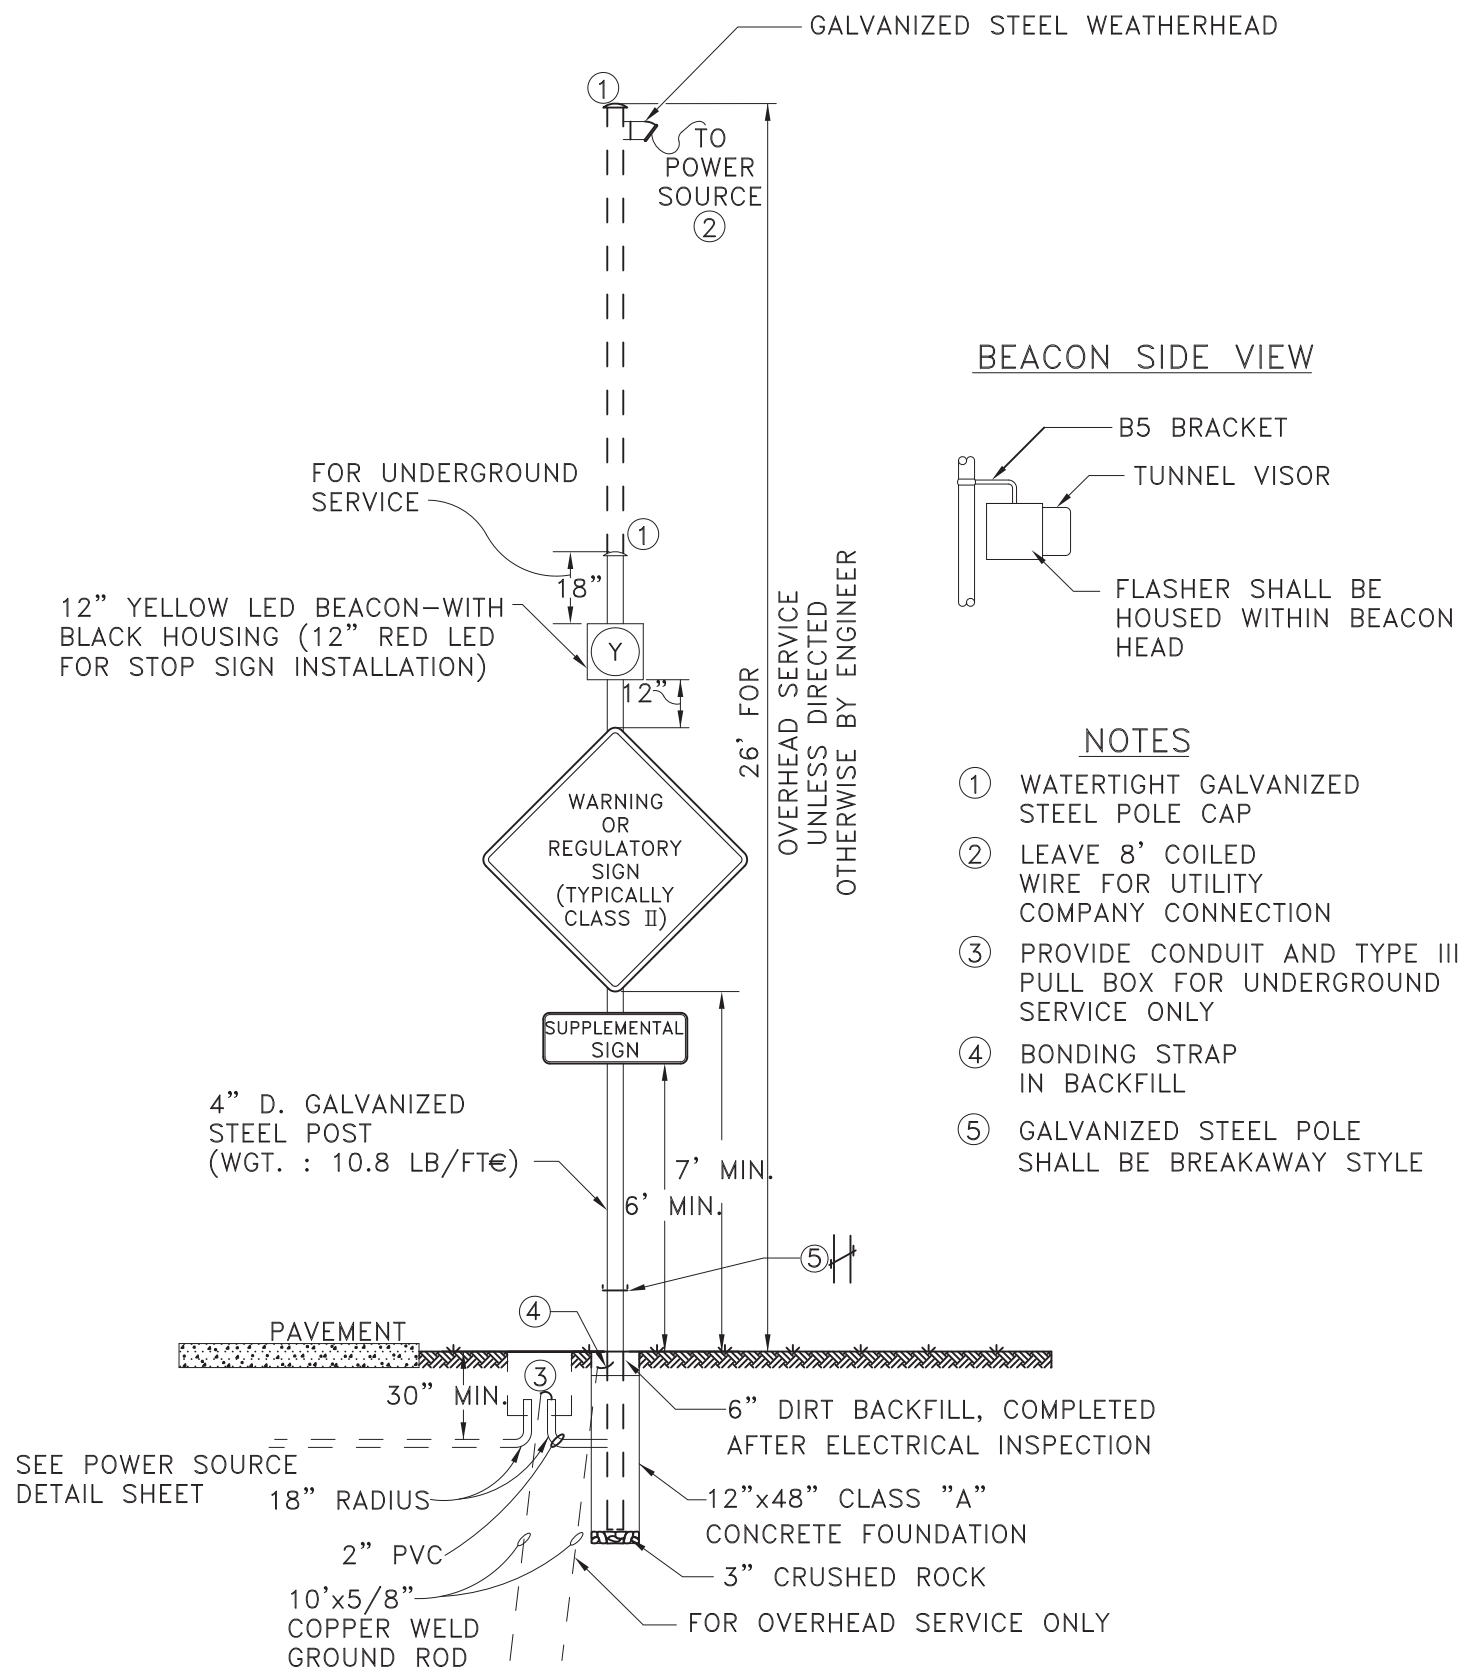 GALVANIZED STEEL WEATHERHEAD
①
TO
POWER
SOURCE
②
FOR UNDERGROUND
SERVICE
①
18"
12" YELLOW LED BEACON-WITH
BLACK HOUSING (12" RED LED
FOR STOP SIGN INSTALLATION)
Y
12"
26' FOR
OVERHEAD SERVICE
UNLESS DIRECTED
OTHERWISE BY ENGINEER
WARNING
OR
REGULATORY
SIGN
(TYPICALLY
CLASS II)
SUPPLEMENTAL
SIGN
4" D. GALVANIZED
STEEL POST
(WGT. : 10.8 LB/FT€)
7' MIN.
6' MIN.
⑤
④
PAVEMENT
③
30" MIN.
SEE POWER SOURCE
DETAIL SHEET
18" RADIUS
2" PVC
10'x5/8"
COPPER WELD
GROUND ROD
6" DIRT BACKFILL, COMPLETED
AFTER ELECTRICAL INSPECTION
12"x48" CLASS "A"
CONCRETE FOUNDATION
3" CRUSHED ROCK
FOR OVERHEAD SERVICE ONLY
BEACON SIDE VIEW
B5 BRACKET
TUNNEL VISOR
FLASHER SHALL BE
HOUSED WITHIN BEACON
HEAD
NOTES
① WATERTIGHT GALVANIZED
STEEL POLE CAP
② LEAVE 8' COILED
WIRE FOR UTILITY
COMPANY CONNECTION
③ PROVIDE CONDUIT AND TYPE III
PULL BOX FOR UNDERGROUND
SERVICE ONLY
④ BONDING STRAP
IN BACKFILL
⑤ GALVANIZED STEEL POLE
SHALL BE BREAKAWAY STYLE